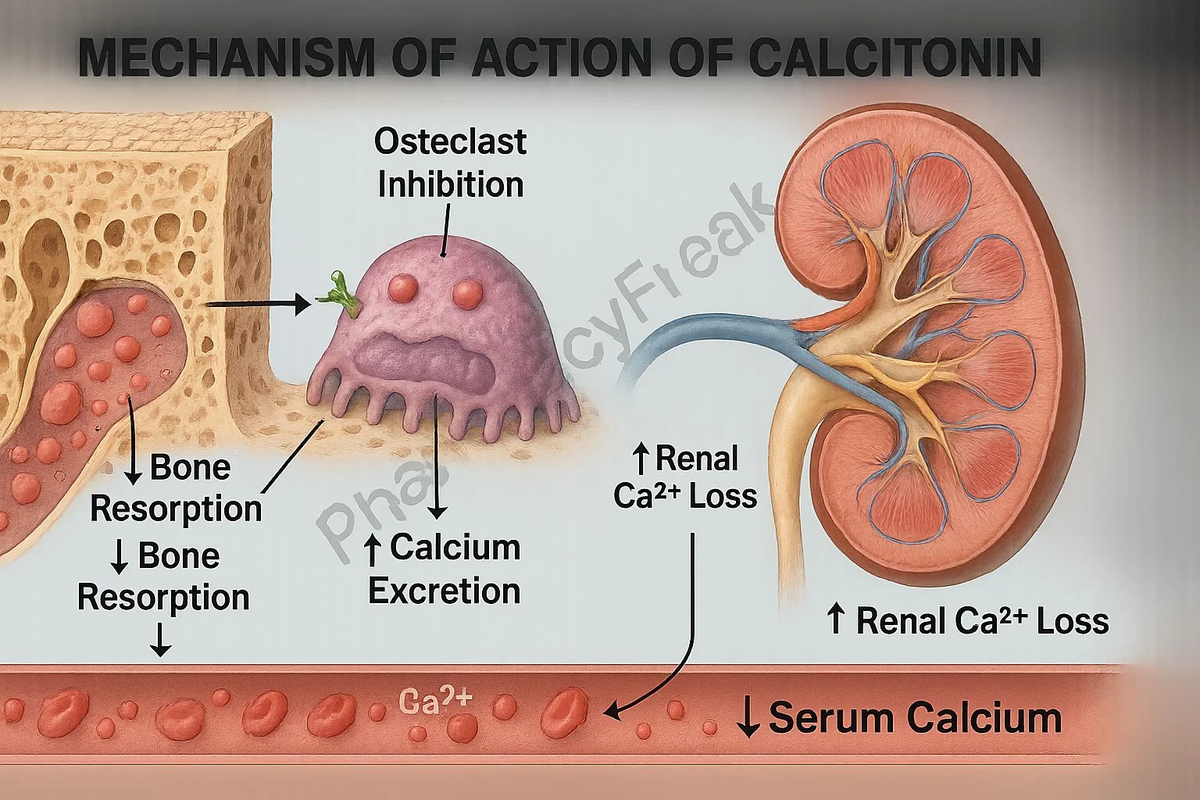 MECHANISM OF ACTION OF CALCITONIN
Osteclast
Inhibition
↓ Bone
Resorption
↓ Bone
Resorption
↑ Calcium
Excretion
↑ Renal
Ca²⁺ Loss
↑ Renal Ca²⁺ Loss
Ca²⁺
↓ Serum Calcium